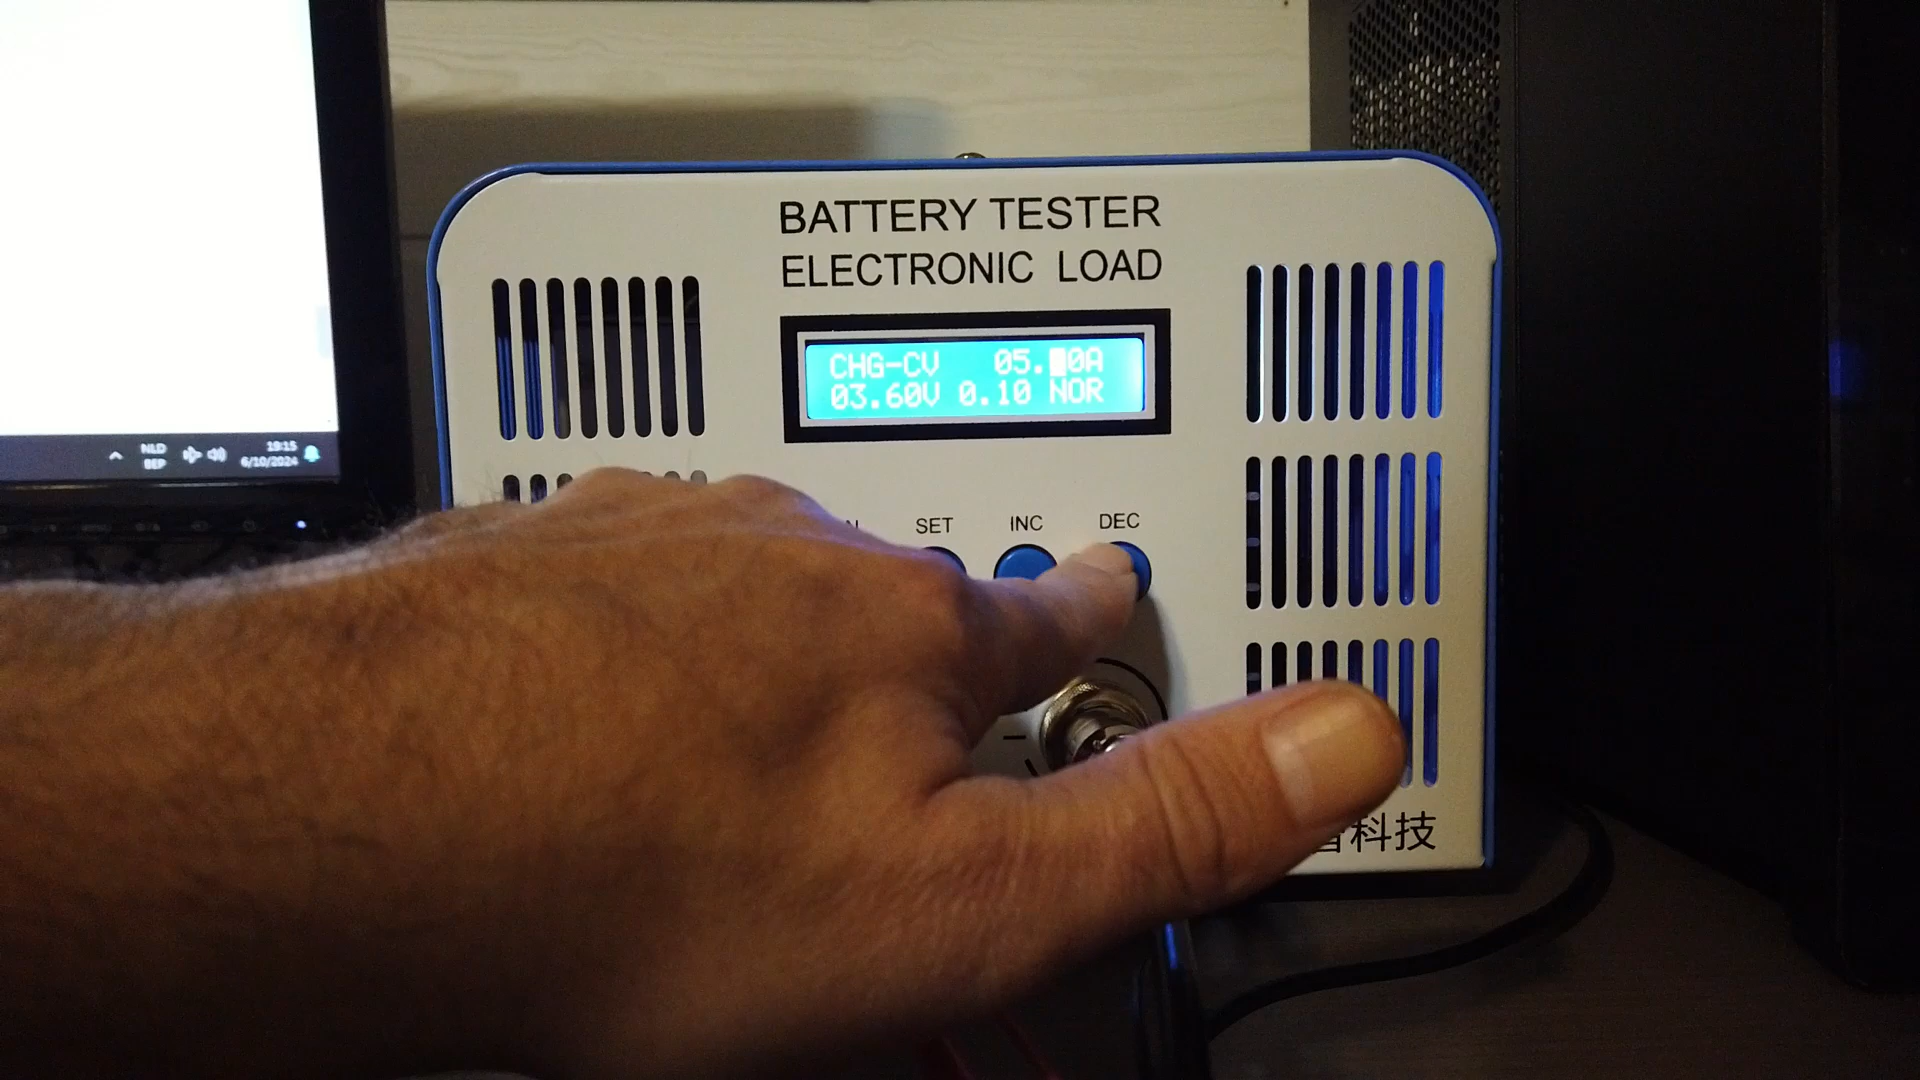 BATTERY TESTER
ELECTRONIC LOAD
CHG-CV 05. 0A
03.60V 0.10 NOR
NLD
BEP
19:15
6/10/2024
SET INC DEC
科技